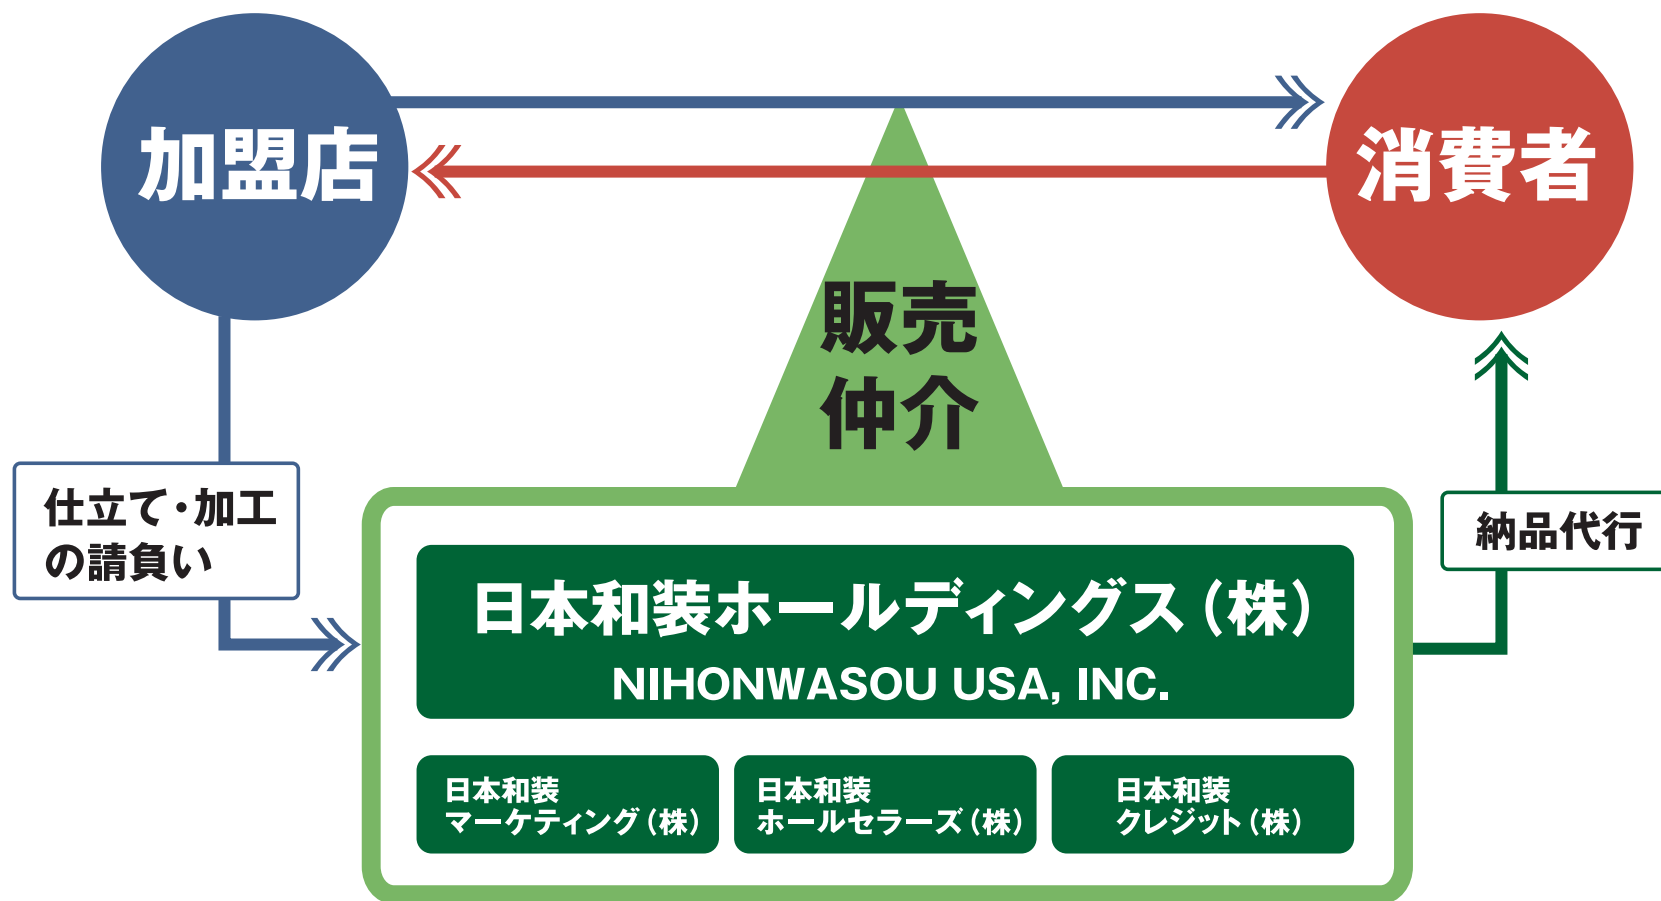 加盟店
消費者
販売
仲介
仕立て・加工
の請負い
納品代行
日本和装ホールディングス(株)
NIHONWASOU USA, INC.
日本和装
マーケティング(株)
日本和装
ホールセラーズ(株)
日本和装
クレジット(株)